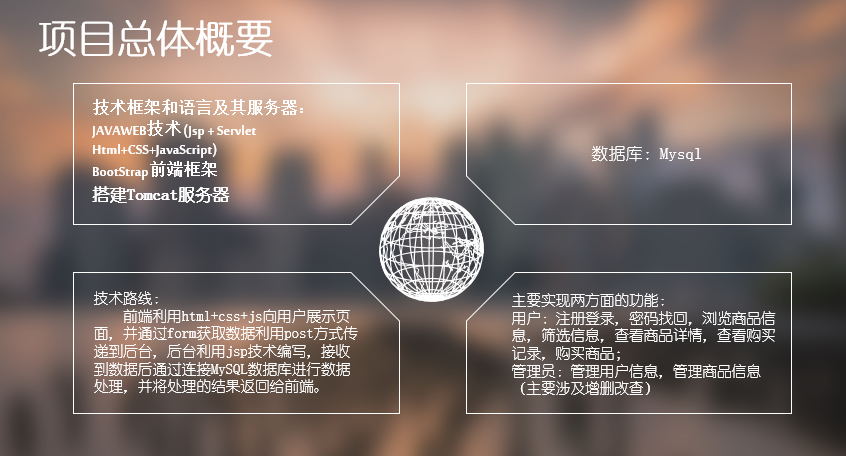 项目总体概要
技术框架和语言及其服务器：
JAVAWEB技术(Jsp + Servlet
Html+CSS+JavaScript)
BootStrap 前端框架
搭建Tomcat服务器
数据库：Mysql
技术路线：
前端利用html+css+js向用户展示页
面，并通过form获取数据利用post方式传
递到后台，后台利用jsp技术编写，接收
到数据后通过连接MySQL数据库进行数据
处理，并将处理的结果返回给前端。
主要实现两方面的功能：
用户：注册登录，密码找回，浏览商品信
息，筛选信息，查看商品详情，查看购买
记录，购买商品；
管理员：管理用户信息，管理商品信息
（主要涉及增删改查）